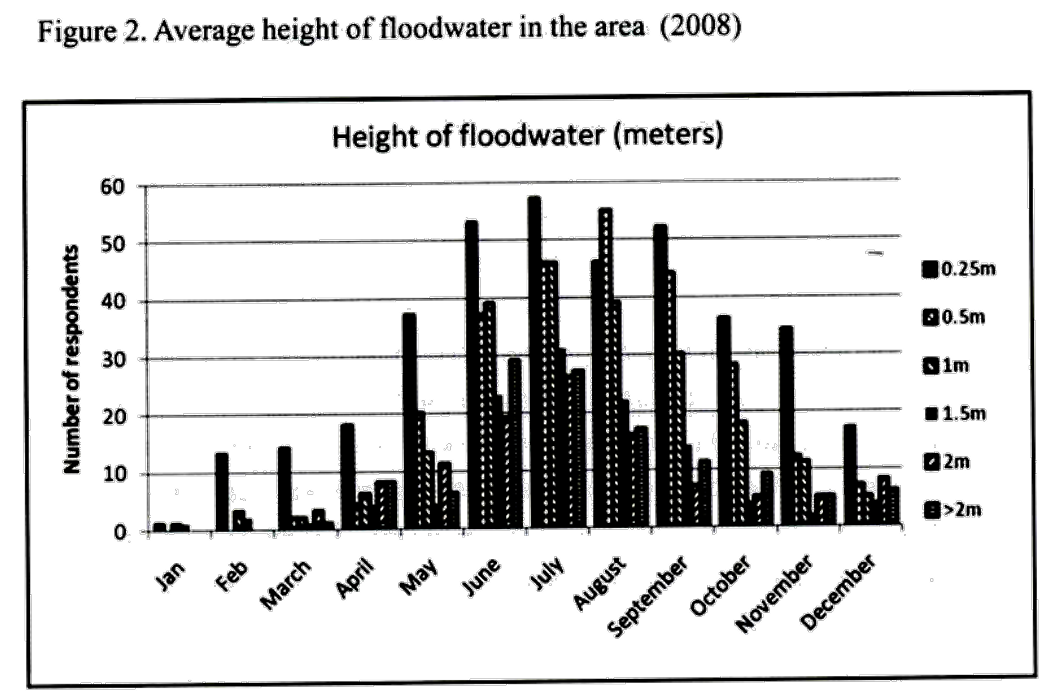 Figure 2. Average height of floodwater in the area (2008)
Height of floodwater (meters)
Number of respondents
60
50
40
30
20
10
0
Jan
Feb
March
April
May
June
July
August
September
October
November
December
0.25m
0.5m
1m
1.5m
2m
>2m